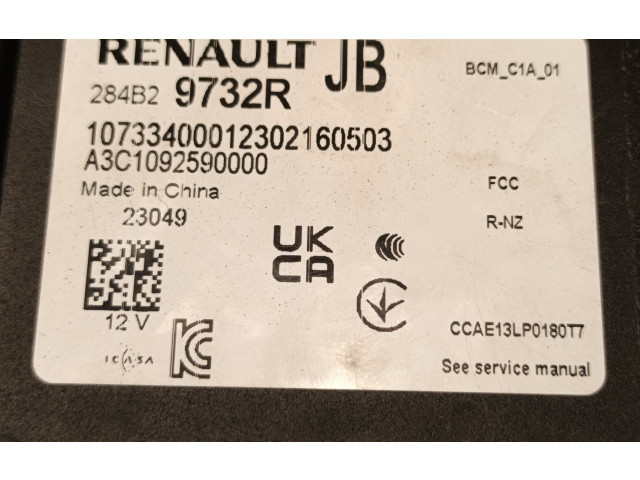 RENAULT JB
BCM_C1A_01
284B2 9732R
10733400012302160503
A3C1092590000
Made in China
FCC
23049
R-NZ
UK
CA
12 V
CCAE13LP0180T7
ICASA
See service manual